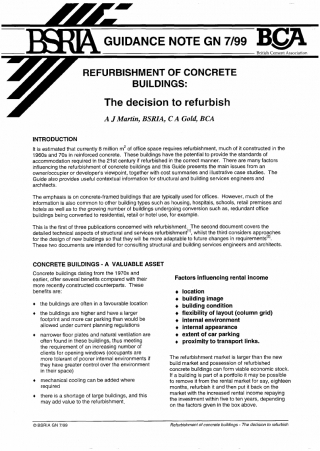 BSRIA GUIDANCE NOTE GN 7/99 BCA
British Cement Association
REFURBISHMENT OF CONCRETE
BUILDINGS:
The decision to refurbish
A J Martin, BSRIA, C A Gold, BCA
INTRODUCTION
It is estimated that currently 8 million m² of office space requires refurbishment, much of it constructed in the
1960s and 70s in reinforced concrete. These buildings have the potential to provide the standards of
accommodation required in the 21st century if refurbished in the correct manner. There are many factors
influencing the refurbishment of concrete buildings and this Guide presents the main issues from an
owner/occupier or developer's viewpoint, together with cost summaries and illustrative case studies. The
Guide also provides useful contextual information for structural and building services engineers and
architects.
The emphasis is on concrete-framed buildings that are typically used for offices. However, much of the
information is also common to other building types such as housing, hospitals, schools, retail premises and
hotels as well as to the growing number of buildings undergoing conversion such as, redundant office
buildings being converted to residential, retail or hotel use, for example.
This is the first of three publications concerned with refurbishment. The second document covers the
detailed technical aspects of structural and services refurbishment, whilst the third considers approaches
for the design of new buildings so that they will be more adaptable to future changes in requirements.
These two documents are intended for consulting structural and building services engineers and architects.
CONCRETE BUILDINGS - A VALUABLE ASSET
Concrete buildings dating from the 1970s and
earlier, offer several benefits compared with their
more recently constructed counterparts. These
benefits are:
♦ the buildings are often in a favourable location
♦ the buildings are higher and have a larger
footprint and more car parking than would be
allowed under current planning regulations
♦ narrower floor plates and natural ventilation are
often found in these buildings, thus meeting
the requirement of an increasing number of
clients for opening windows (occupants are
more tolerant of poorer internal environments if
they have greater control over the environment
in their space)
♦ mechanical cooling can be added where
required
♦ there is a shortage of large buildings, and this
may add value to the refurbishment.
Factors influencing rental income
♦ location
♦ building image
♦ building condition
♦ flexibility of layout (column grid)
♦ internal environment
♦ internal appearance
♦ extent of car parking
♦ proximity to transport links.
The refurbishment market is larger than the new
build market and possession of refurbished
concrete buildings can form viable economic stock.
If a building is part of a portfolio it may be possible
to remove it from the rental market for say, eighteen
months, refurbish it and then put it back on the
market with the increased rental income repaying
the investment within five to ten years, depending
on the factors given in the box above.
© BSRIA GN 7/99 Refurbishment of concrete buildings - The decision to refurbish